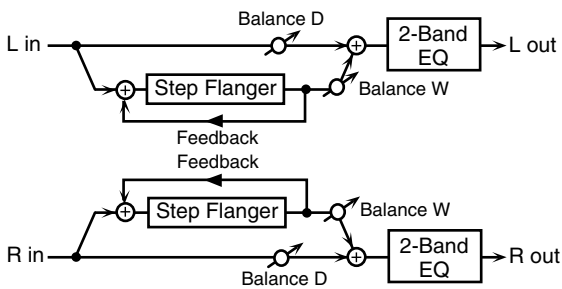 Balance D
L in
2-Band
EQ
L out
Step Flanger
Balance W
Feedback
Feedback
Step Flanger
Balance W
R in
Balance D
2-Band
EQ
R out